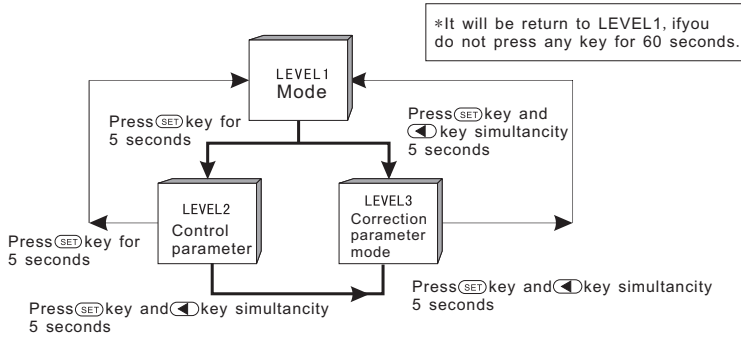 *It will be return to LEVEL1, ifyou
do not press any key for 60 seconds.
LEVEL1
Mode
Press SET key for
5 seconds
Press SET key and
◀ key simultancity
5 seconds
LEVEL2
Control
parameter
LEVEL3
Correction
parameter
mode
Press SET key for
5 seconds
Press SET key and ◀ key simultancity
5 seconds
Press SET key and ◀ key simultancity
5 seconds